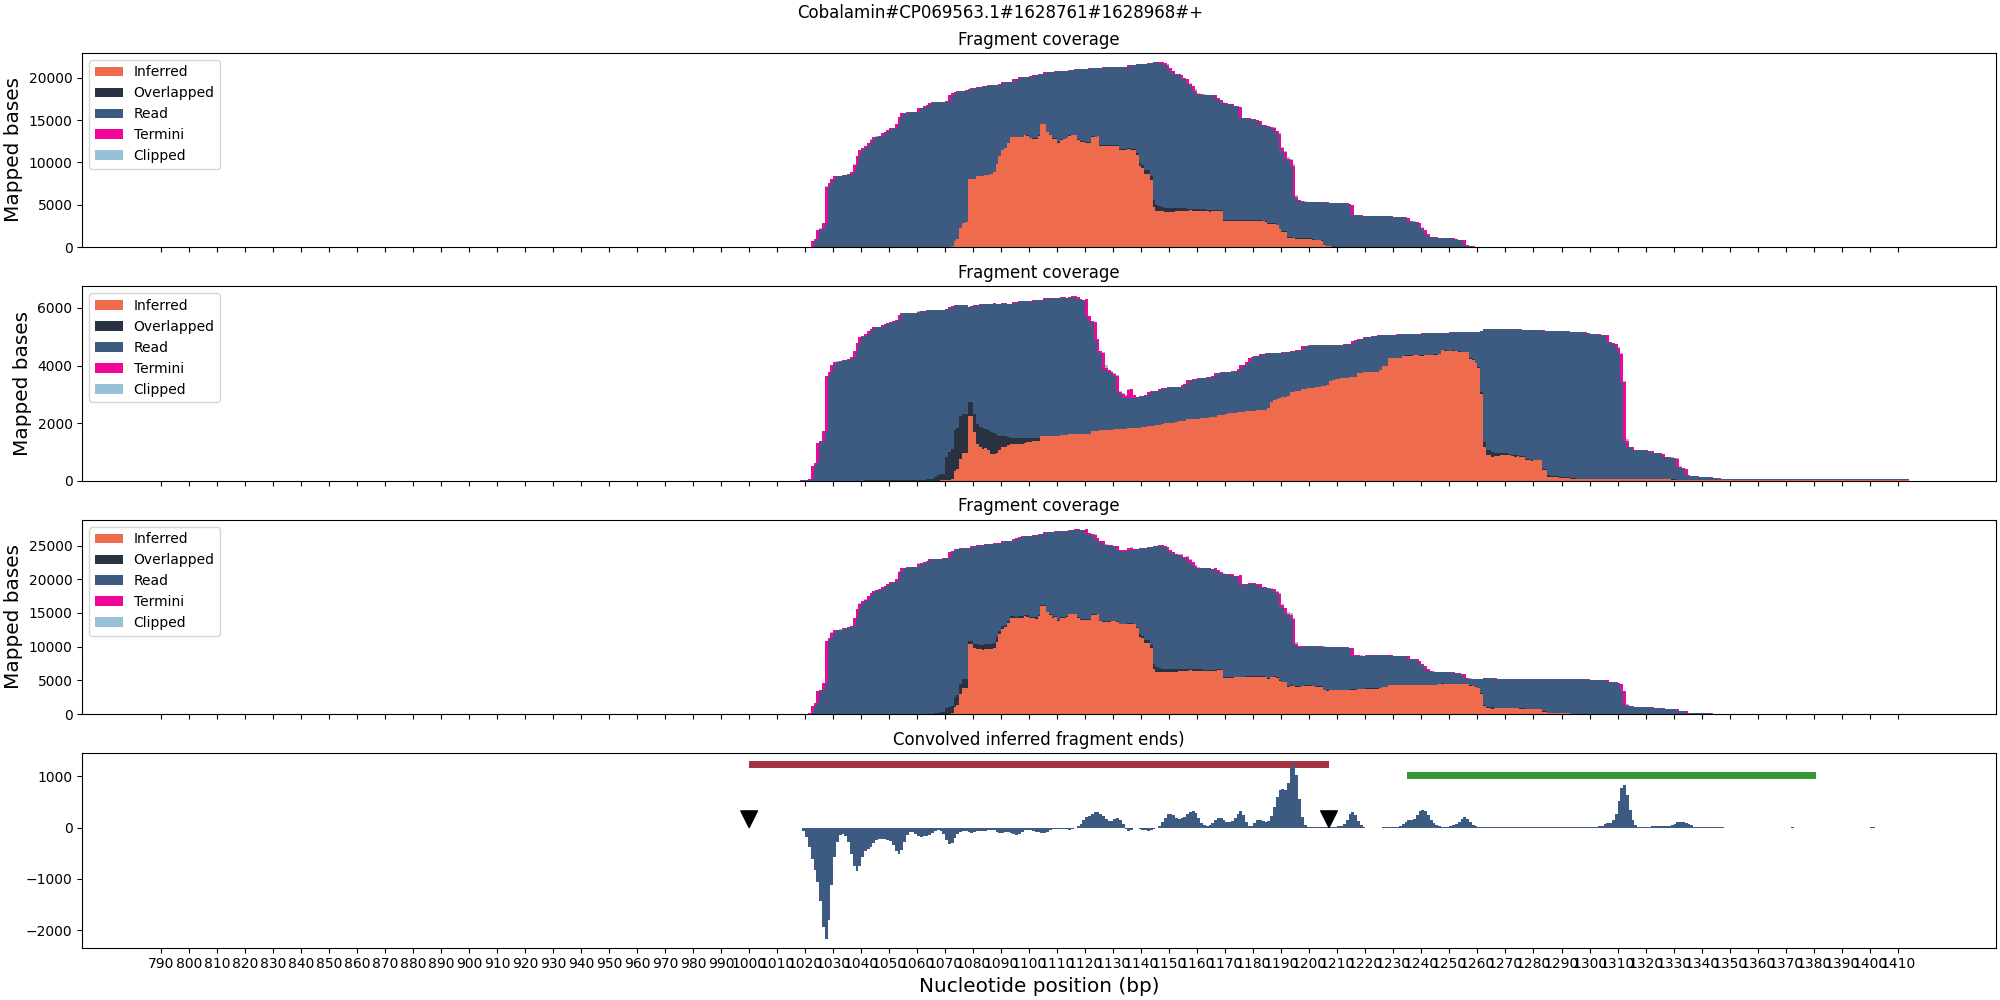 Cobalamin#CP069563.1#1628761#1628968#+
Fragment coverage
Mapped bases
20000
15000
10000
5000
0
Inferred
Overlapped
Read
Termini
Clipped
Fragment coverage
Mapped bases
6000
4000
2000
0
Inferred
Overlapped
Read
Termini
Clipped
Fragment coverage
Mapped bases
25000
20000
15000
10000
5000
0
Inferred
Overlapped
Read
Termini
Clipped
Convolved inferred fragment ends)
1000
0
−1000
−2000
790 800 810 820 830 840 850 860 870 880 890 900 910 920 930 940 950 960 970 980 990 1000 1010 1020 1030 1040 1050 1060 1070 1080 1090 1100 1110 1120 1130 1140 1150 1160 1170 1180 1190 1200 1210 1220 1230 1240 1250 1260 1270 1280 1290 1300 1310 1320 1330 1340 1350 1360 1370 1380 1390 1400 1410
Nucleotide position (bp)